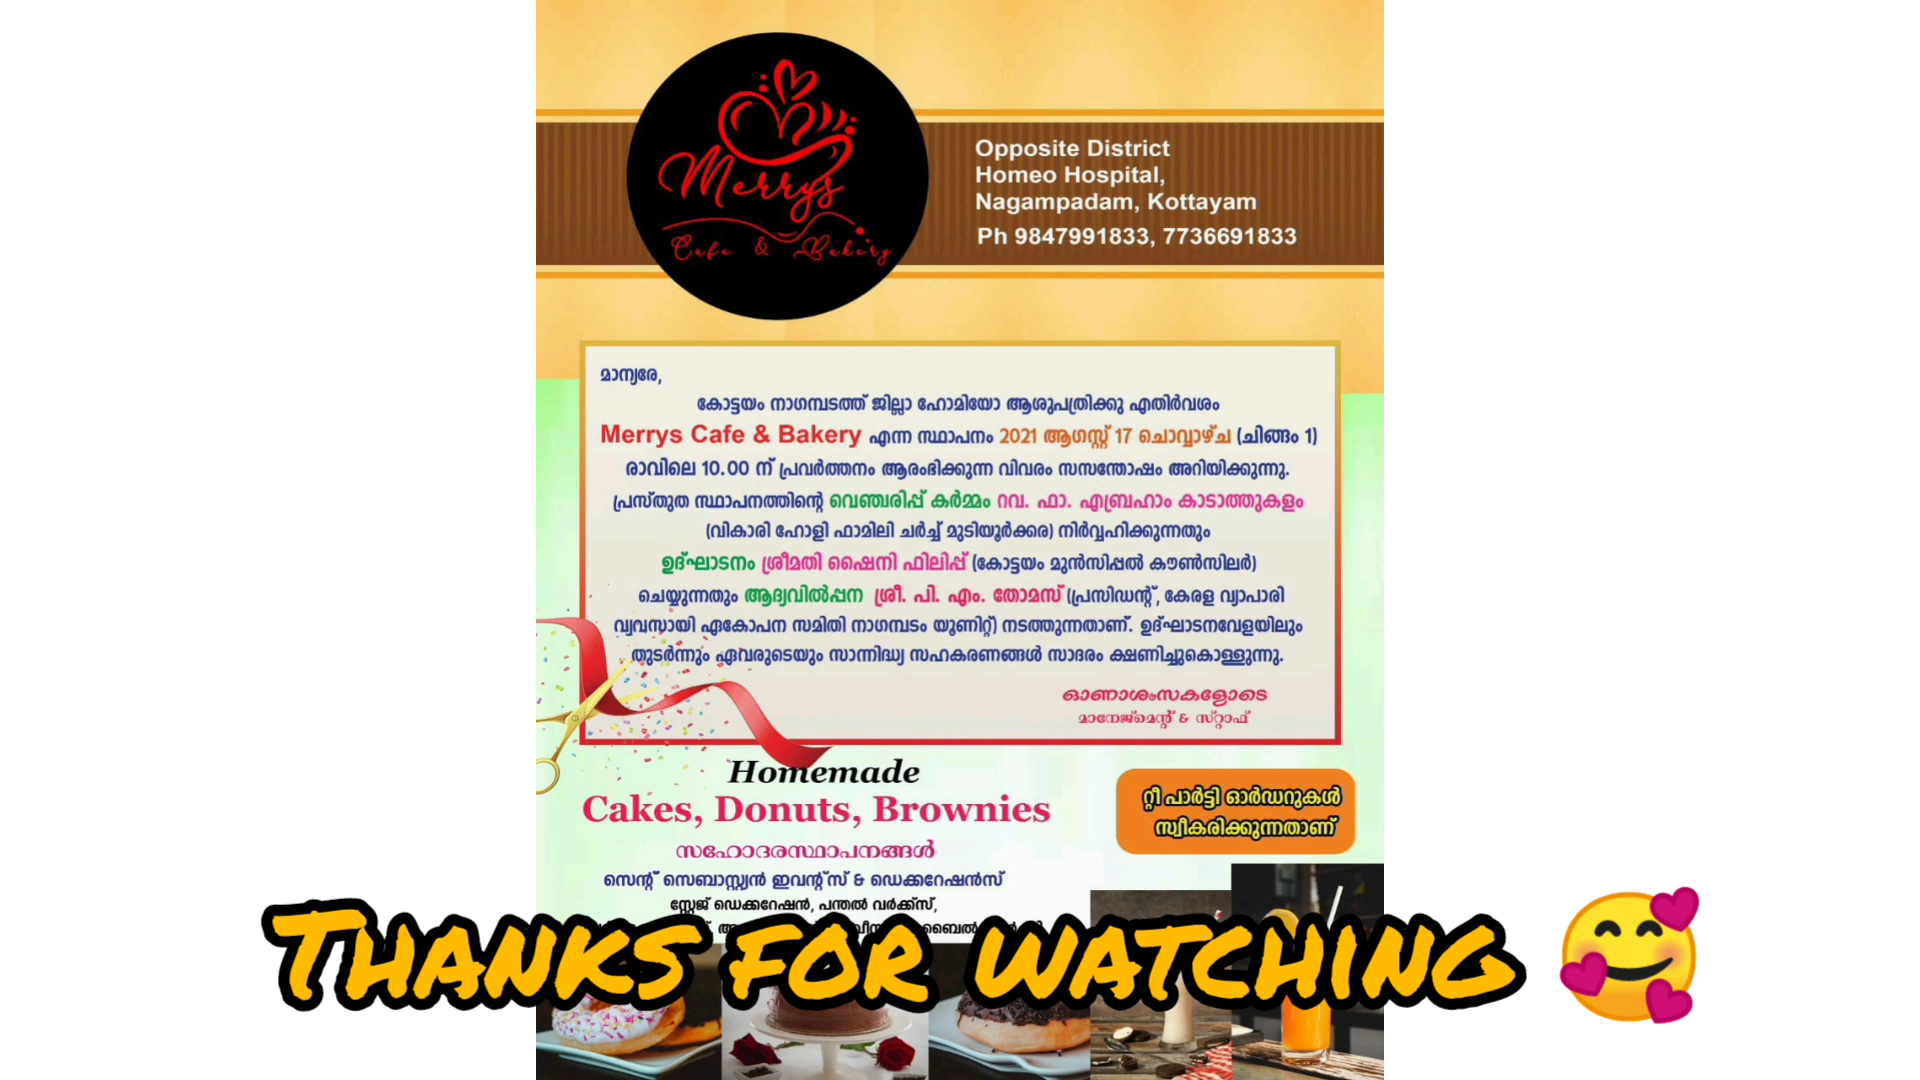 Merrys
Cafe & Bakery
Opposite District
Homeo Hospital,
Nagampadam, Kottayam
Ph 9847991833, 7736691833
മാന്യരേ,
കോട്ടയം നാഗമ്പടത്ത് ജില്ലാ ഹോമിയോ ആശുപത്രിക്കു എതിർവശം
Merrys Cafe & Bakery എന്ന സ്ഥാപനം 2021 ആഗസ്റ്റ് 17 ചൊവ്വാഴ്ച (ചിങ്ങം 1)
രാവിലെ 10.00 ന് പ്രവർത്തനം ആരംഭിക്കുന്ന വിവരം സസന്തോഷം അറിയിക്കുന്നു.
പ്രസ്തുത സ്ഥാപനത്തിന്റെ വെഞ്ചരിപ്പ് കർമ്മം റവ. ഫാ. എബ്രഹാം കാടാത്തുകളം
(വികാരി ഹോളി ഫാമിലി ചർച്ച് മുടിയൂർക്കര) നിർവ്വഹിക്കുന്നതും
ഉദ്ഘാടനം ശ്രീമതി ഷൈനി ഫിലിപ്പ് (കോട്ടയം മുൻസിപ്പൽ കൗൺസിലർ)
ചെയ്യുന്നതും ആദ്യവിൽപ്പന ശ്രീ. പി. എം. തോമസ് (പ്രസിഡന്റ്, കേരള വ്യാപാരി
വ്യവസായി ഏകോപന സമിതി നാഗമ്പടം യൂണിറ്റ്) നടത്തുന്നതാണ്. ഉദ്ഘാടനവേളയിലും
തുടർന്നും ഏവരുടെയും സാന്നിദ്ധ്യ സഹകരണങ്ങൾ സാദരം ക്ഷണിച്ചുകൊള്ളുന്നു.
ഓണാശംസകളോടെ
മാനേജ്മെന്റ് & സ്റ്റാഫ്
Homemade
Cakes, Donuts, Brownies
റ്റീ പാർട്ടി ഓർഡറുകൾ
സ്വീകരിക്കുന്നതാണ്
സഹോദരസ്ഥാപനങ്ങൾ
സെന്റ് സെബാസ്റ്റ്യൻ ഇവന്റ്സ് & ഡെക്കറേഷൻസ്
സ്റ്റേജ് ഡെക്കറേഷൻ, പന്തൽ വർക്ക്സ്,
THANKS FOR WATCHING 🥰